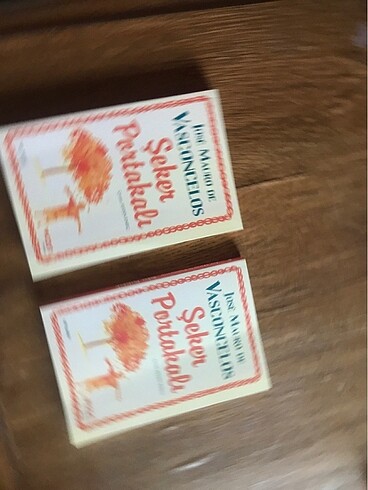 JOSÉ MAURO DE
VASCONCELOS
Şeker
Portakalı
JOSÉ MAURO DE
VASCONCELOS
Şeker
Portakalı